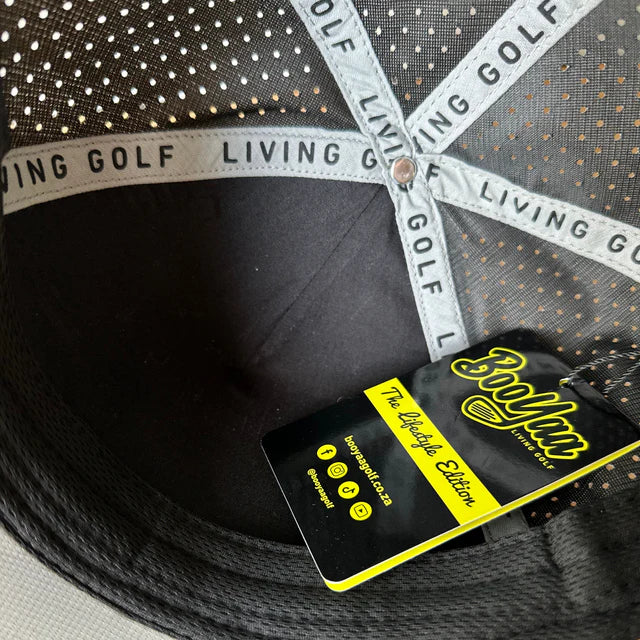 GOLF
LIVING GOLF
LIVING GOLF
LIVING GOLF
LIVING
LIVING GOLF
GOLF
L
BooYaa
LIVING GOLF
The Lifestyle Edition
booyaagolf.co.za
@booyaagolf